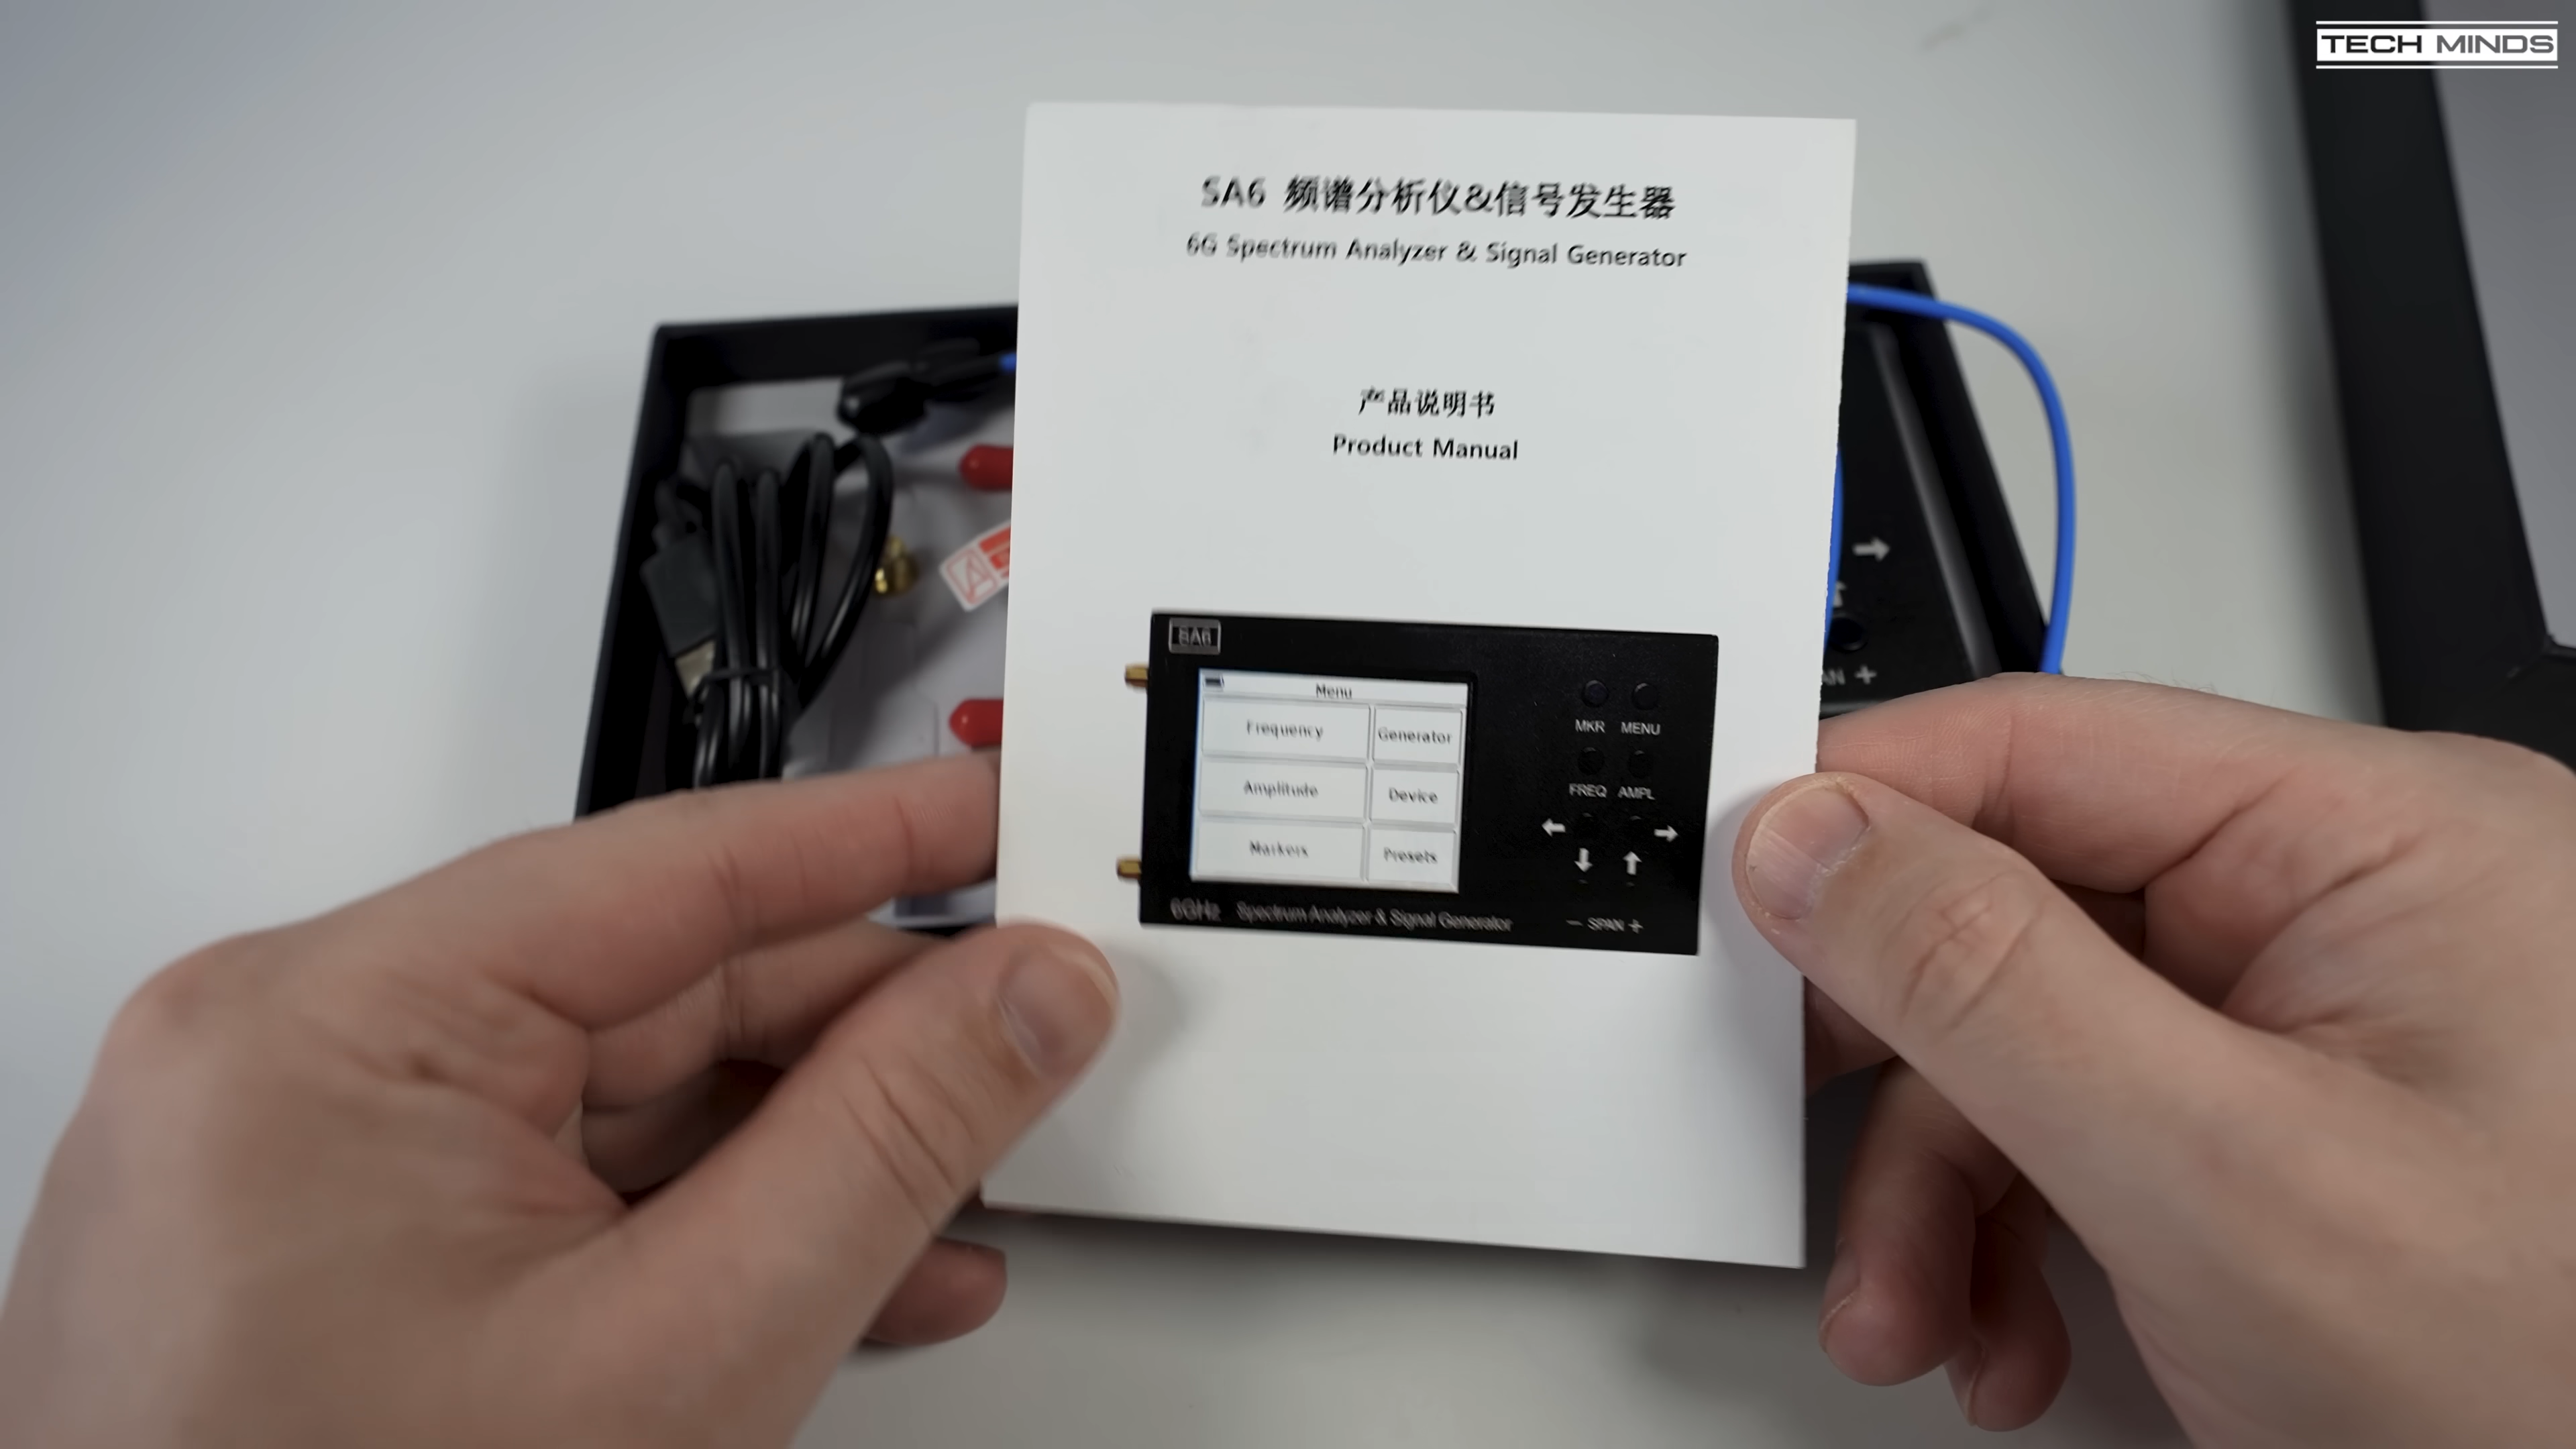 TECH MINDS
SA6 频谱分析仪&信号发生器
6G Spectrum Analyzer & Signal Generator
产品说明书
Product Manual
SA6
Menu
Frequency
Generator
Amplitude
Device
Markers
Presets
MKR MENU
FREQ AMPL
← →
↓ ↑
− SPAN +
6GHz Spectrum Analyzer & Signal Generator
→
AN +